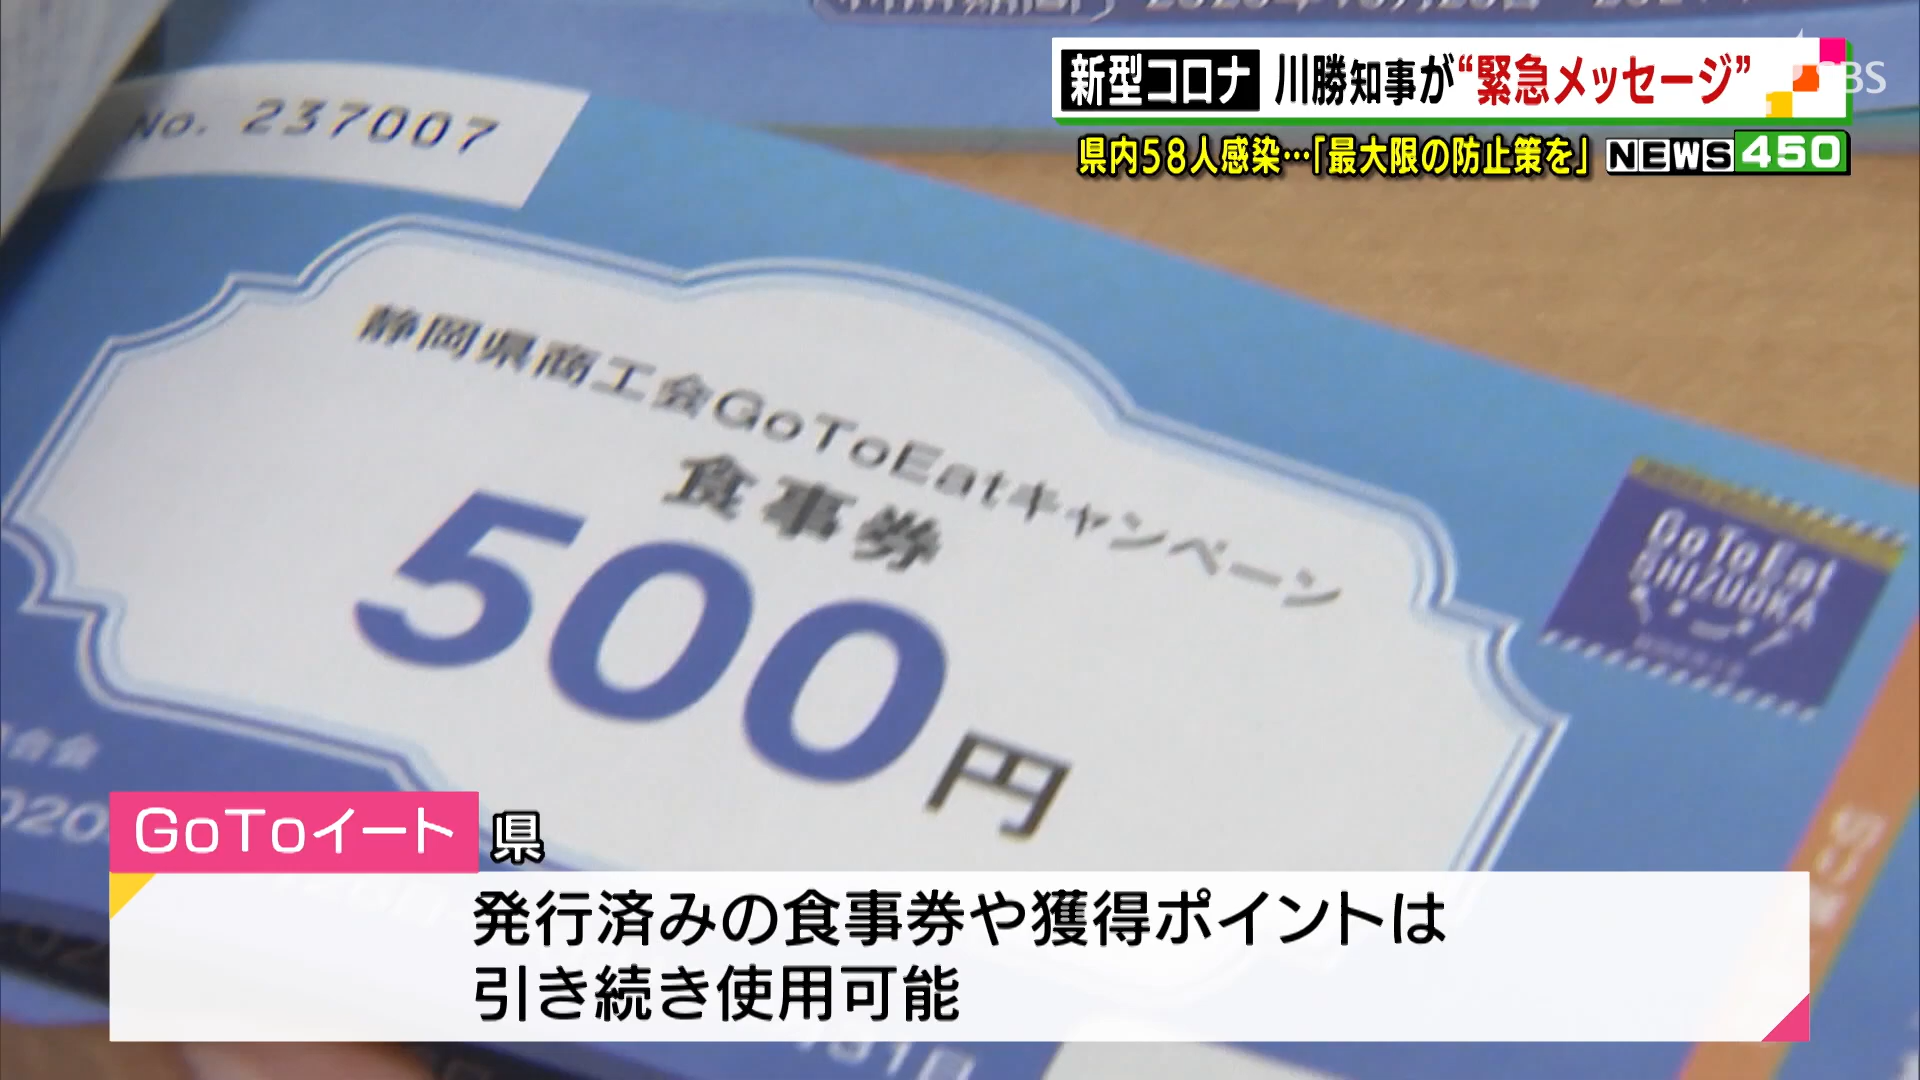 新型コロナ 川勝知事が“緊急メッセージ”
県内58人感染…「最大限の防止策を」 NEWS 450
No. 237007
静岡県商工会GoToEatキャンペーン
食事券
500円
GoToEat
SHIZUOKA
GoToイート 県
発行済みの食事券や獲得ポイントは
引き続き使用可能